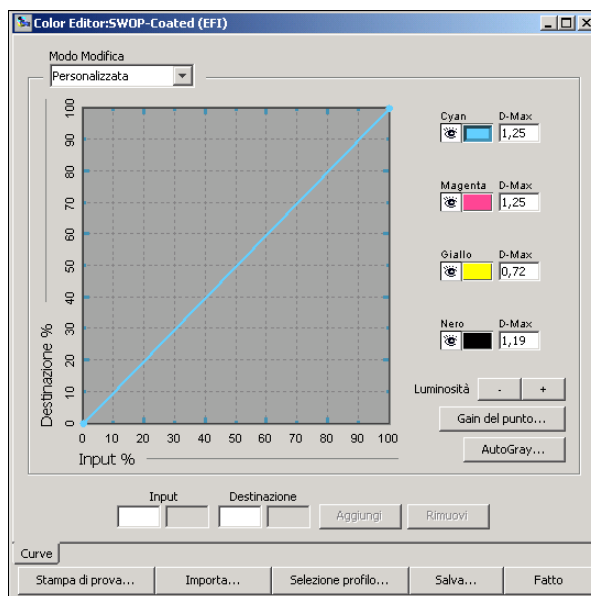 Color Editor:SWOP-Coated (EFI)
Modo Modifica
Personalizzata
Destinazione %
100
90
80
70
60
50
40
30
20
10
0
0 10 20 30 40 50 60 70 80 90 100
Input %
Cyan D-Max
1,25
Magenta D-Max
1,25
Giallo D-Max
0,72
Nero D-Max
1,19
Luminosità - +
Gain del punto...
AutoGray...
Input Destinazione
Aggiungi Rimuovi
Curve
Stampa di prova... Importa... Selezione profilo... Salva... Fatto